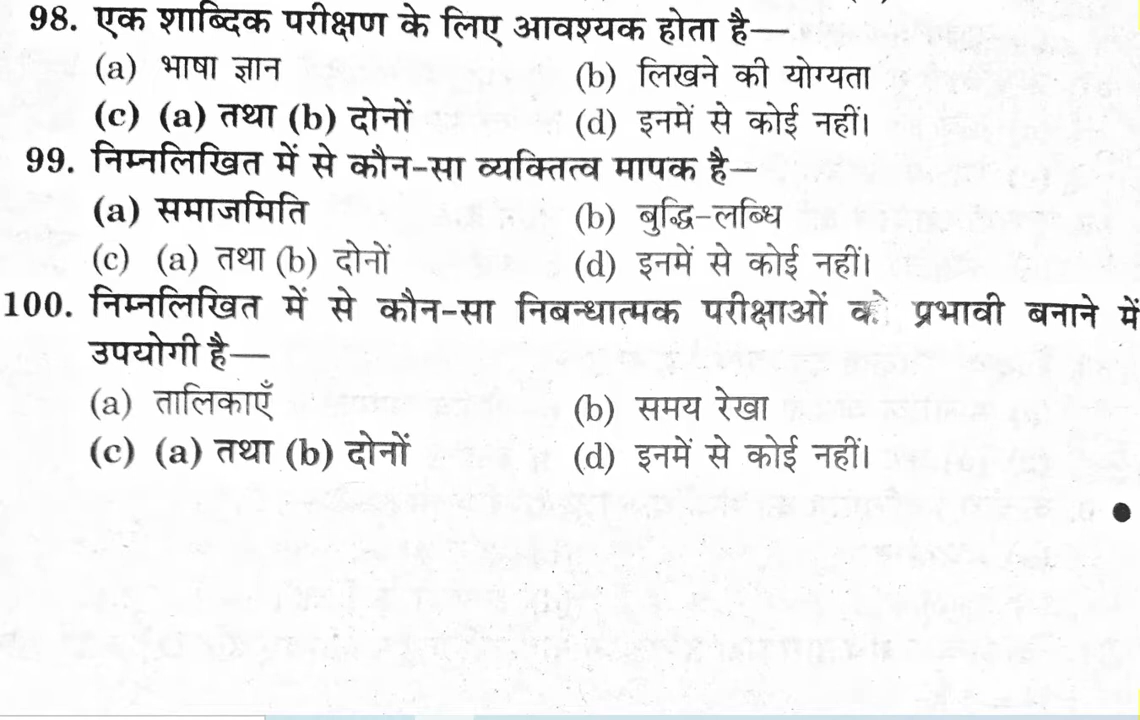 98. एक शाब्दिक परीक्षण के लिए आवश्यक होता है—
(a) भाषा ज्ञान (b) लिखने की योग्यता
(c) (a) तथा (b) दोनों (d) इनमें से कोई नहीं।
99. निम्नलिखित में से कौन-सा व्यक्तित्व मापक है—
(a) समाजमिति (b) बुद्धि-लब्धि
(c) (a) तथा (b) दोनों (d) इनमें से कोई नहीं।
100. निम्नलिखित में से कौन-सा निबन्धात्मक परीक्षाओं को प्रभावी बनाने में
उपयोगी है—
(a) तालिकाएँ (b) समय रेखा
(c) (a) तथा (b) दोनों (d) इनमें से कोई नहीं।